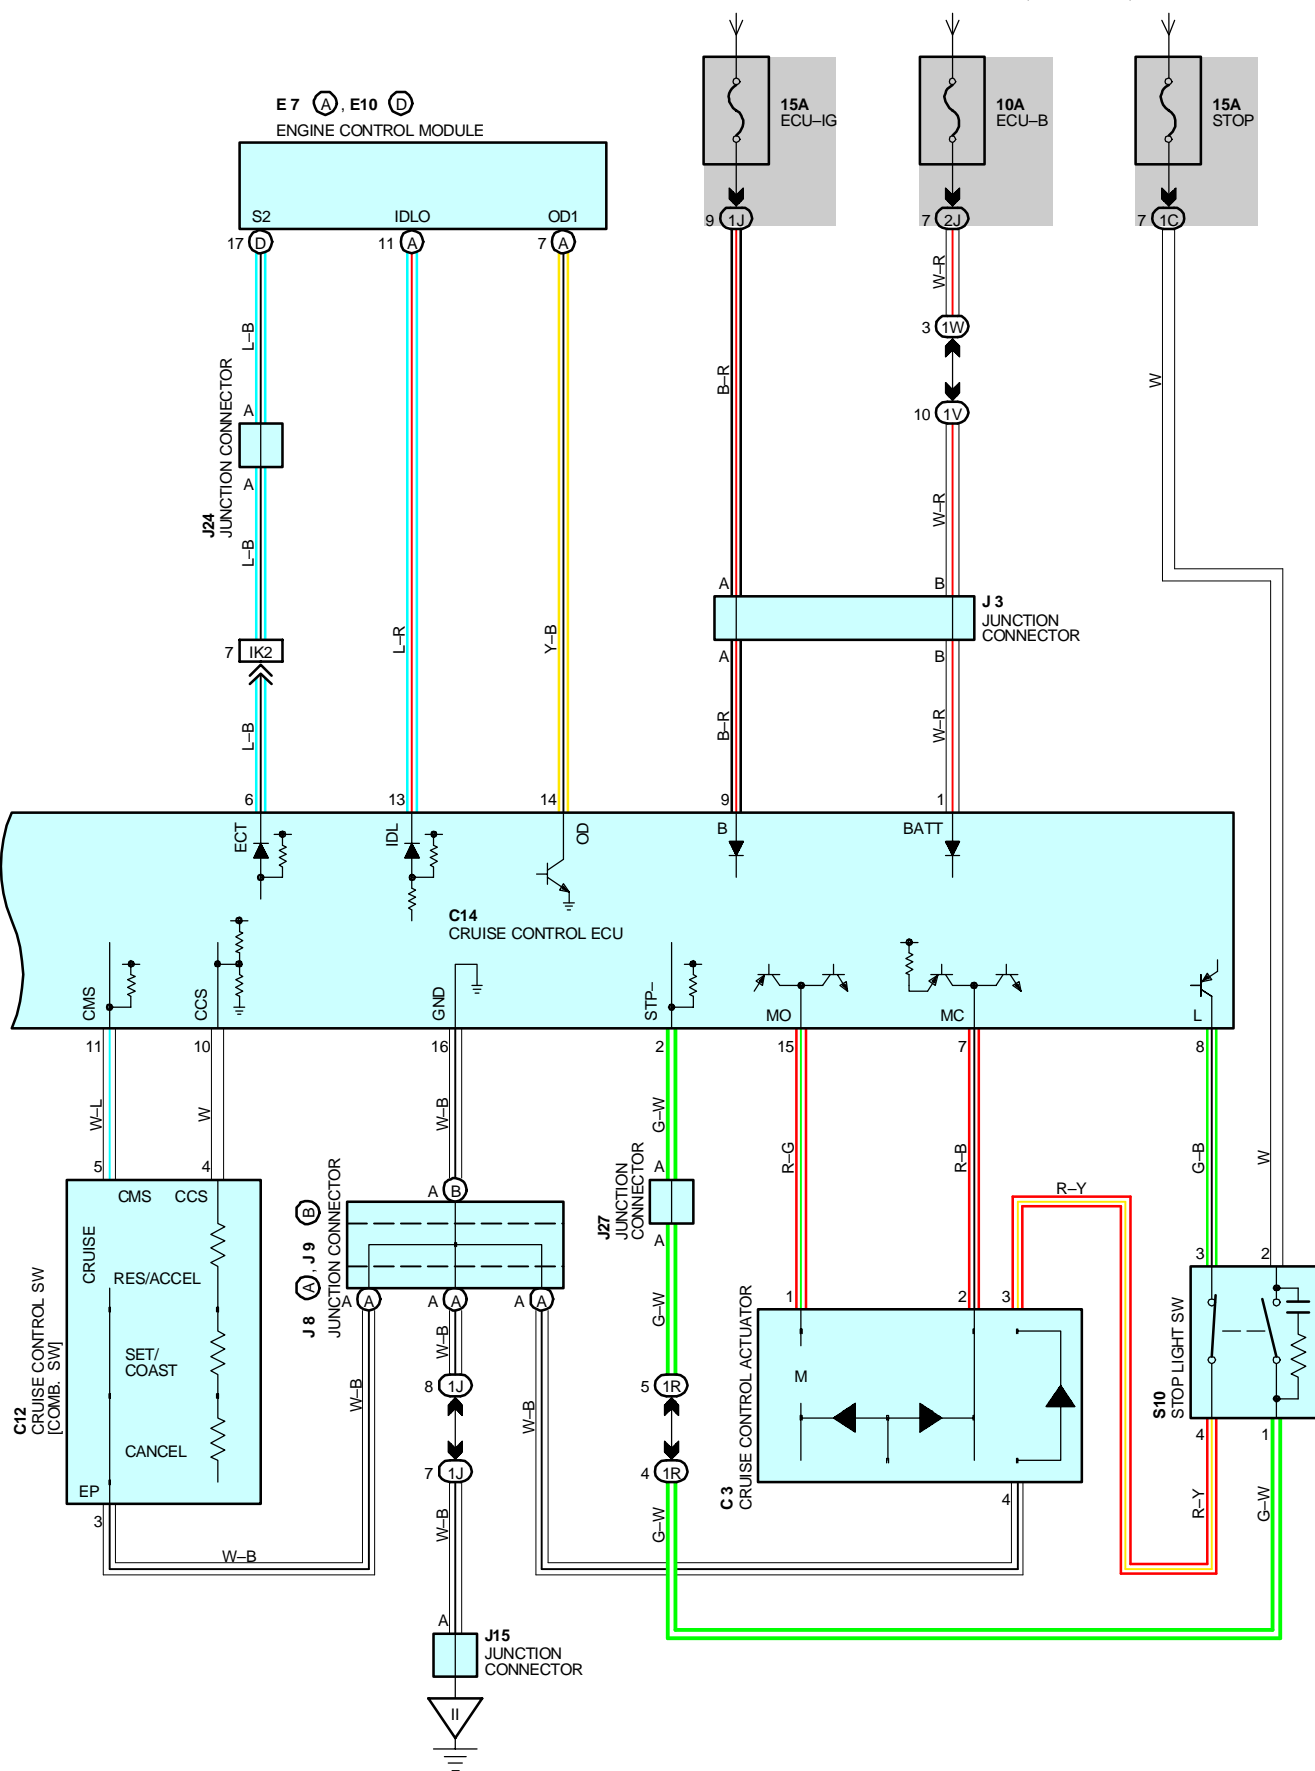 E 7 A , E10 D
ENGINE CONTROL MODULE
15A
ECU–IG
10A
ECU–B
15A
STOP
S2
IDLO
OD1
17 D
11 A
7 A
9 1J
7 2J
7 1C
W–R
3 1W
10 1V
L–B
B–R
W
A
J24
JUNCTION CONNECTOR
A
L–B
W–R
A
B
J 3
JUNCTION
CONNECTOR
A
B
L–R
Y–B
7 IK2
L–B
B–R
W–R
6
13
14
9
1
ECT
IDL
OD
B
BATT
C14
CRUISE CONTROL ECU
CMS
CCS
GND
STP–
MO
MC
L
11
10
16
2
15
7
8
W–L
W
W–B
G–W
R–G
R–B
G–B
W
5
4
A B
A
J27
JUNCTION
CONNECTOR
A
R–Y
CMS
CCS
CRUISE
RES/ACCEL
SET/
COAST
CANCEL
EP
C12
CRUISE CONTROL SW
[COMB. SW]
J 8 A , J 9 B
JUNCTION CONNECTOR
A A
A A
A A
3
2
1
2
3
G–W
W–B
8 1J
5 1R
W–B
W–B
M
C 3
CRUISE CONTROL ACTUATOR
S10
STOP LIGHT SW
4
1
7 1J
4 1R
4
3
W–B
W–B
G–W
R–Y
G–W
A
J15
JUNCTION
CONNECTOR
II